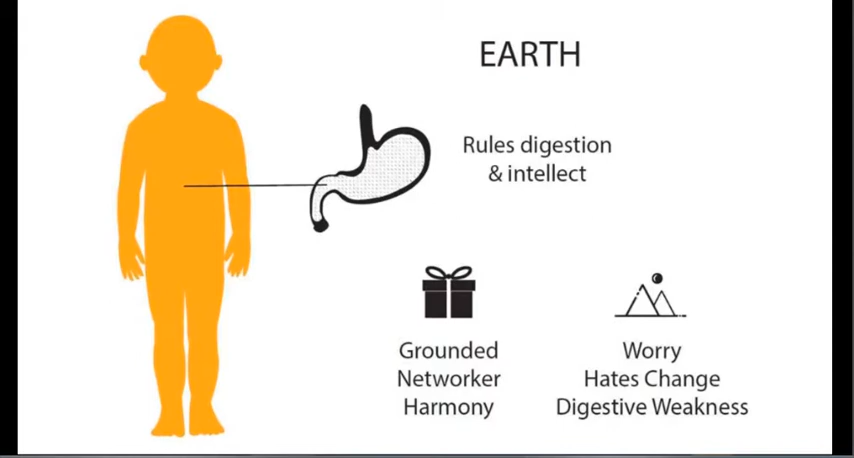 EARTH
Rules digestion
& intellect
Grounded
Networker
Harmony
Worry
Hates Change
Digestive Weakness